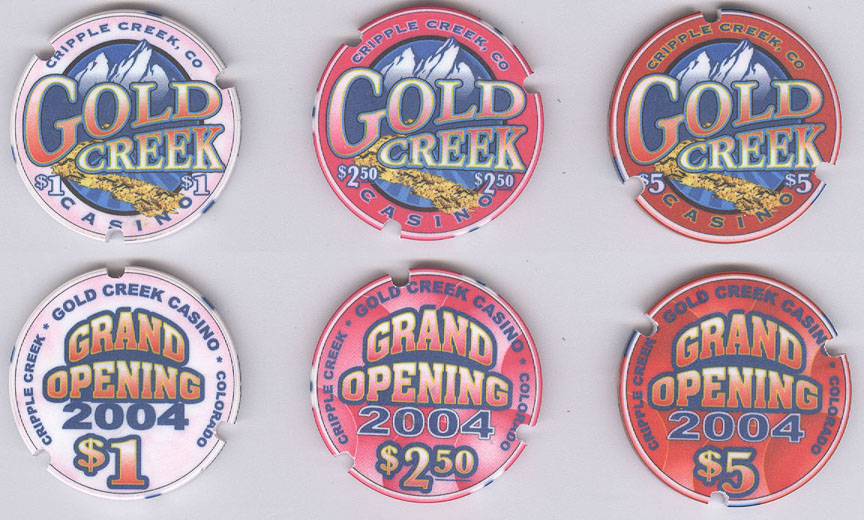 CRIPPLE CREEK, CO
GOLD
CREEK
$1 $1
CASINO
CRIPPLE CREEK, CO
GOLD
CREEK
$2.50 $2.50
CASINO
CRIPPLE CREEK, CO
GOLD
CREEK
$5 $5
CASINO
CRIPPLE CREEK * GOLD CREEK CASINO * COLORADO
GRAND
OPENING
2004
$1
CRIPPLE CREEK * GOLD CREEK CASINO * COLORADO
GRAND
OPENING
2004
$2.50
CRIPPLE CREEK * GOLD CREEK CASINO * COLORADO
GRAND
OPENING
2004
$5